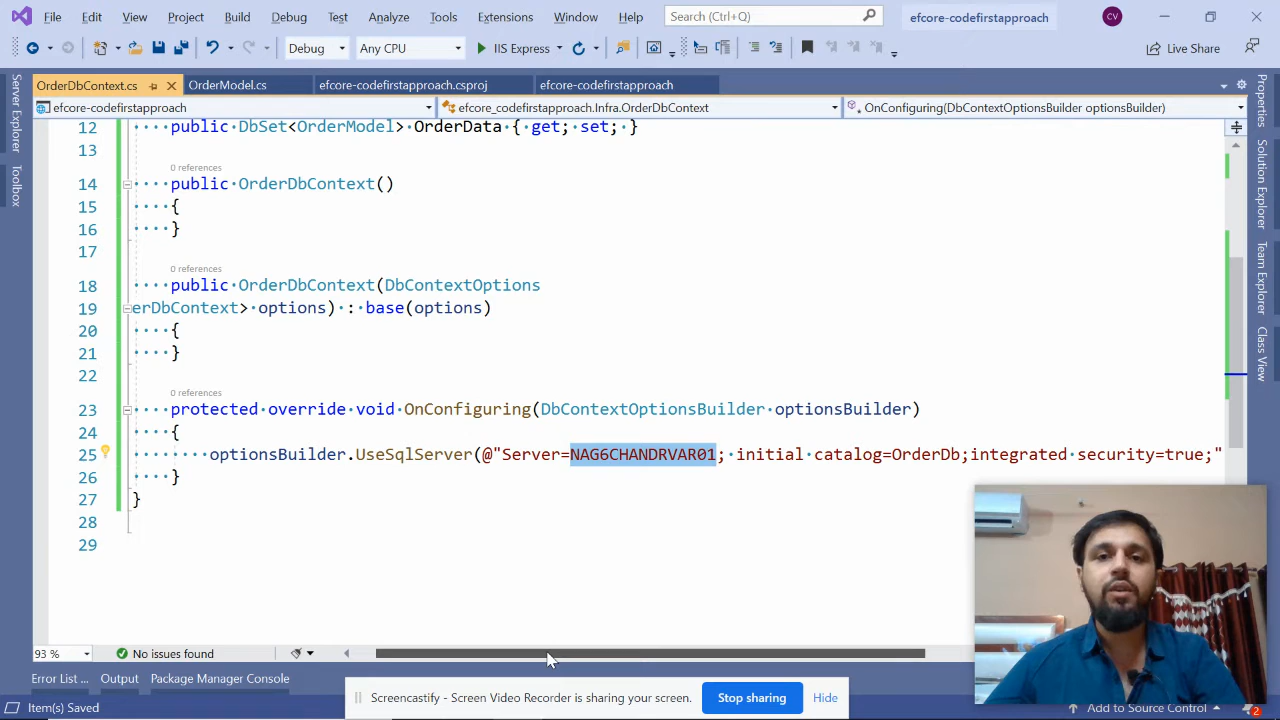 File Edit View Git Project Build Debug Test Analyze Tools Extensions Window Help Search (Ctrl+Q) efcore-codefirstapproach CV
Debug Any CPU IIS Express Live Share
OrderDbContext.cs OrderModel.cs efcore-codefirstapproach.csproj efcore-codefirstapproach
efcore-codefirstapproach efcore_codefirstapproach.Infra.OrderDbContext OnConfiguring(DbContextOptionsBuilder optionsBuilder)
Server Explorer
Toolbox
Properties
Solution Explorer
Team Explorer
Class View
12 public DbSet<OrderModel> OrderData { get; set; }
13
0 references
14 public OrderDbContext()
15 {
16 }
17
0 references
18 public OrderDbContext(DbContextOptions
19 erDbContext> options) : base(options)
20 {
21 }
22
0 references
23 protected override void OnConfiguring(DbContextOptionsBuilder optionsBuilder)
24 {
25 optionsBuilder.UseSqlServer(@"Server=NAG6CHANDRVAR01; initial catalog=OrderDb;integrated security=true;"
26 }
27 }
28
29
93 % No issues found
Error List ... Output Package Manager Console
Screencastify - Screen Video Recorder is sharing your screen. Stop sharing Hide
Item(s) Saved Add to Source Control 2